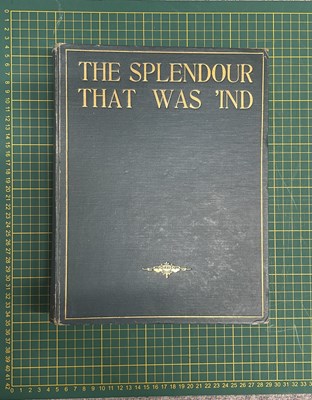 THE SPLENDOUR
THAT WAS 'IND